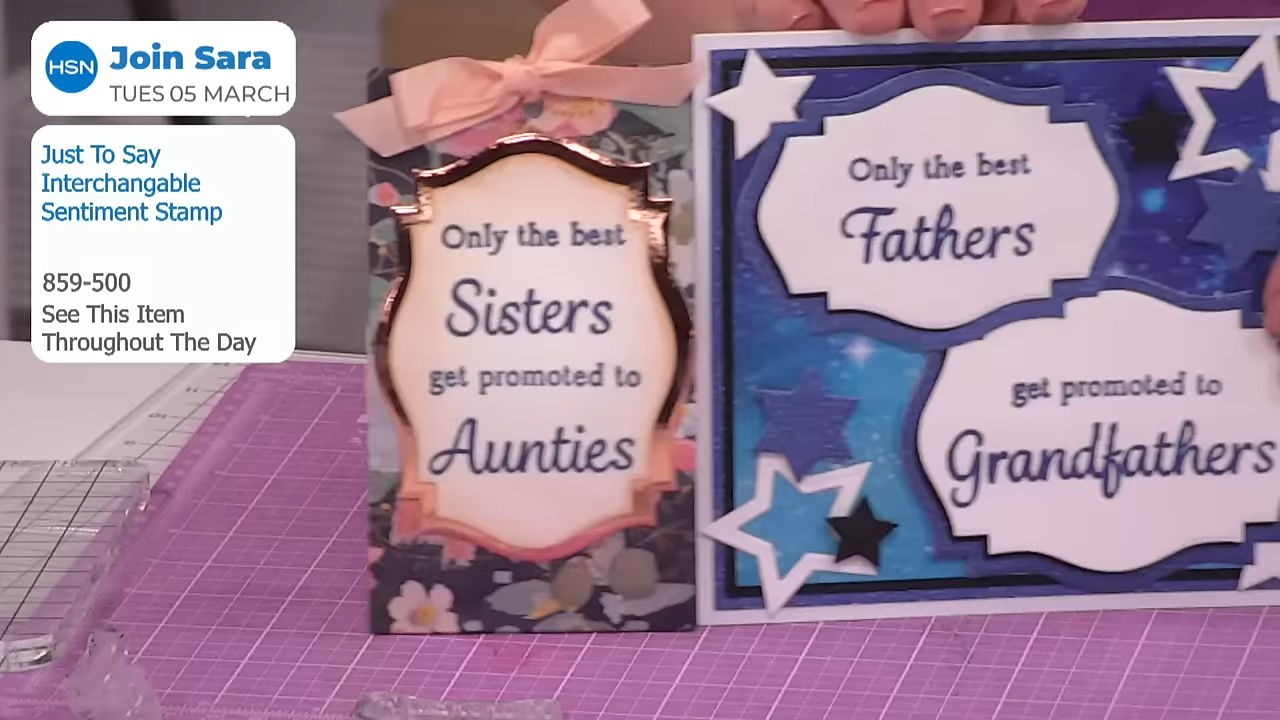 HSN
Join Sara
TUES 05 MARCH
Just To Say
Interchangable
Sentiment Stamp
859-500
See This Item
Throughout The Day
Only the best
Sisters
get promoted to
Aunties
Only the best
Fathers
get promoted to
Grandfathers